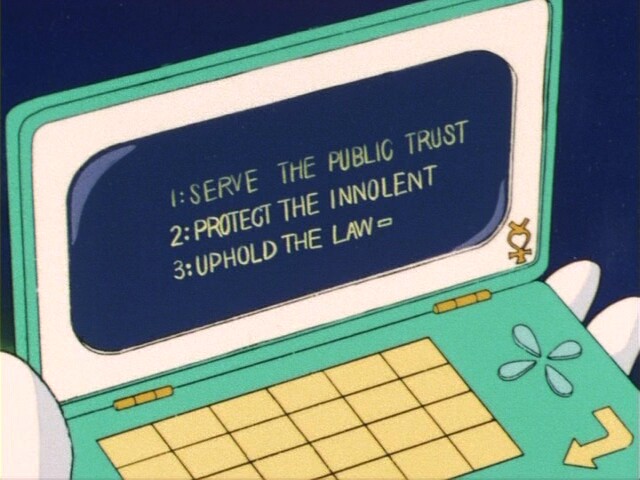 1: SERVE THE PUBLIC TRUST
2: PROTECT THE INNOLENT
3: UPHOLD THE LAW